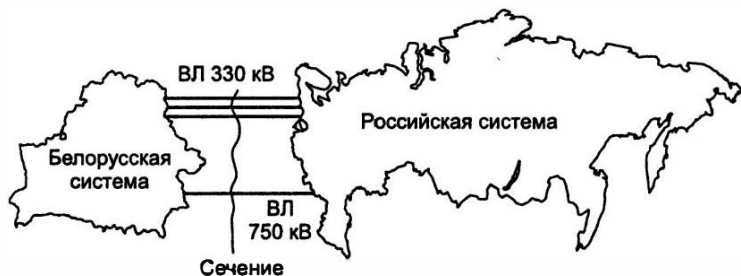 ВЛ 330 кВ
Российская система
Белорусская
система
ВЛ
750 кВ
Сечение